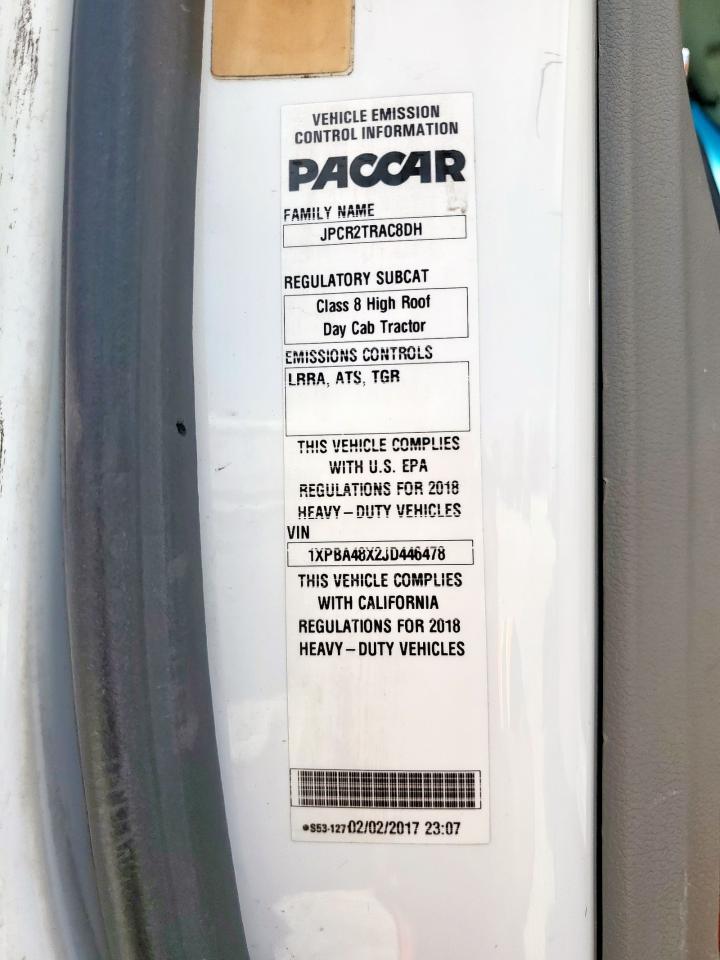 VEHICLE EMISSION
CONTROL INFORMATION
PACCAR
FAMILY NAME
JPCR2TRAC8DH
REGULATORY SUBCAT
Class 8 High Roof
Day Cab Tractor
EMISSIONS CONTROLS
LRRA, ATS, TGR
THIS VEHICLE COMPLIES
WITH U.S. EPA
REGULATIONS FOR 2018
HEAVY–DUTY VEHICLES
VIN
1XPBA48X2JD446478
THIS VEHICLE COMPLIES
WITH CALIFORNIA
REGULATIONS FOR 2018
HEAVY–DUTY VEHICLES
S53-127 02/02/2017 23:07